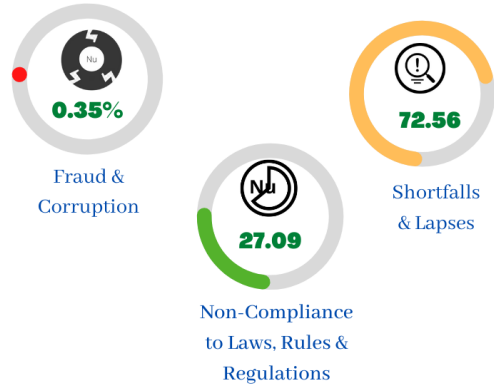 Nu
0.35%
Fraud &
Corruption
72.56
Shortfalls
& Lapses
Nu
27.09
Non-Compliance
to Laws, Rules &
Regulations